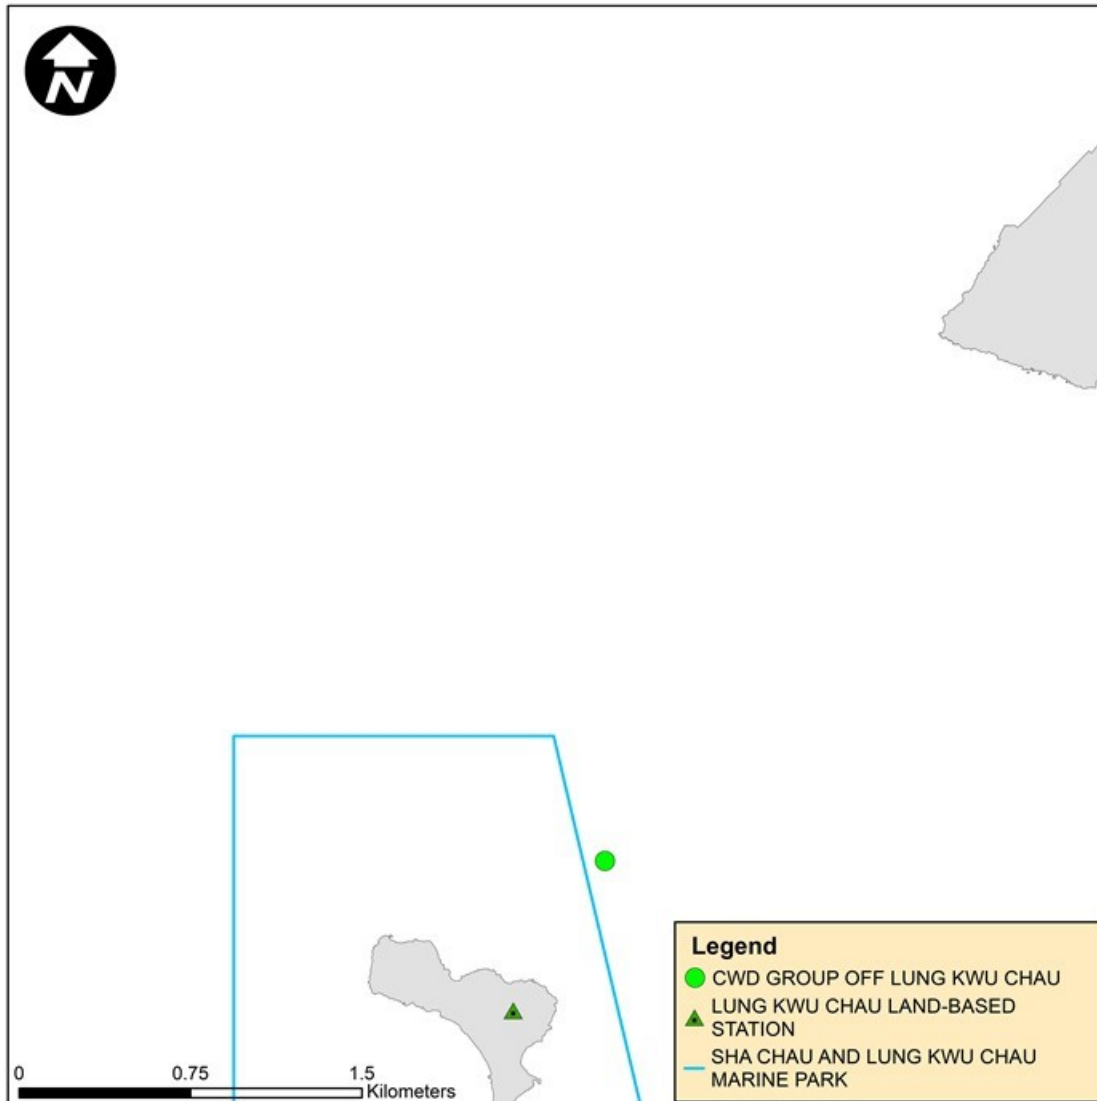 N
Legend
CWD GROUP OFF LUNG KWU CHAU
LUNG KWU CHAU LAND-BASED
STATION
SHA CHAU AND LUNG KWU CHAU
MARINE PARK
0 0.75 1.5
Kilometers